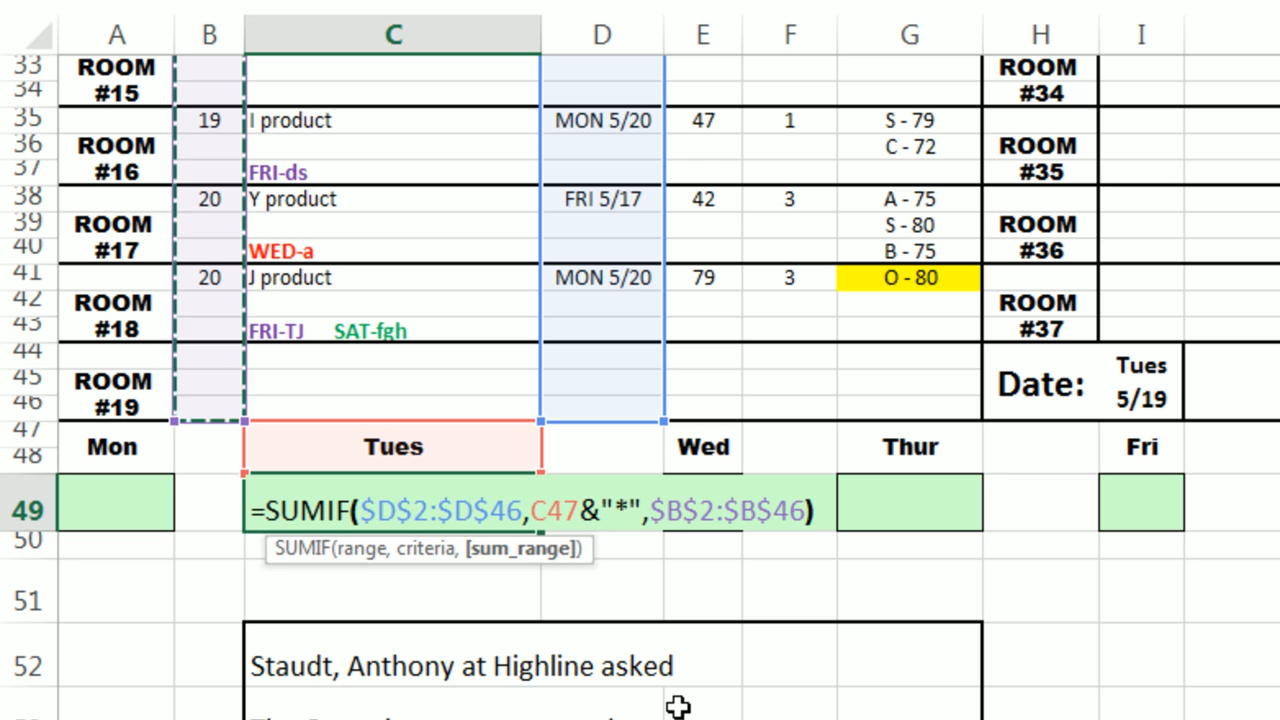 A B C D E F G H I
33 ROOM ROOM
34 #15 #34
35 19 I product MON 5/20 47 1 S - 79
36 ROOM C - 72 ROOM
37 #16 FRI-ds #35
38 20 Y product FRI 5/17 42 3 A - 75
39 ROOM S - 80 ROOM
40 #17 WED-a B - 75 #36
41 20 J product MON 5/20 79 3 O - 80
42 ROOM ROOM
43 #18 FRI-TJ SAT-fgh #37
44
45 ROOM Date: Tues
46 #19 5/19
47 Mon Tues Wed Thur Fri
48
49 =SUMIF($D$2:$D$46,C47&"*",$B$2:$B$46)
50 SUMIF(range, criteria, [sum_range])
51
52 Staudt, Anthony at Highline asked